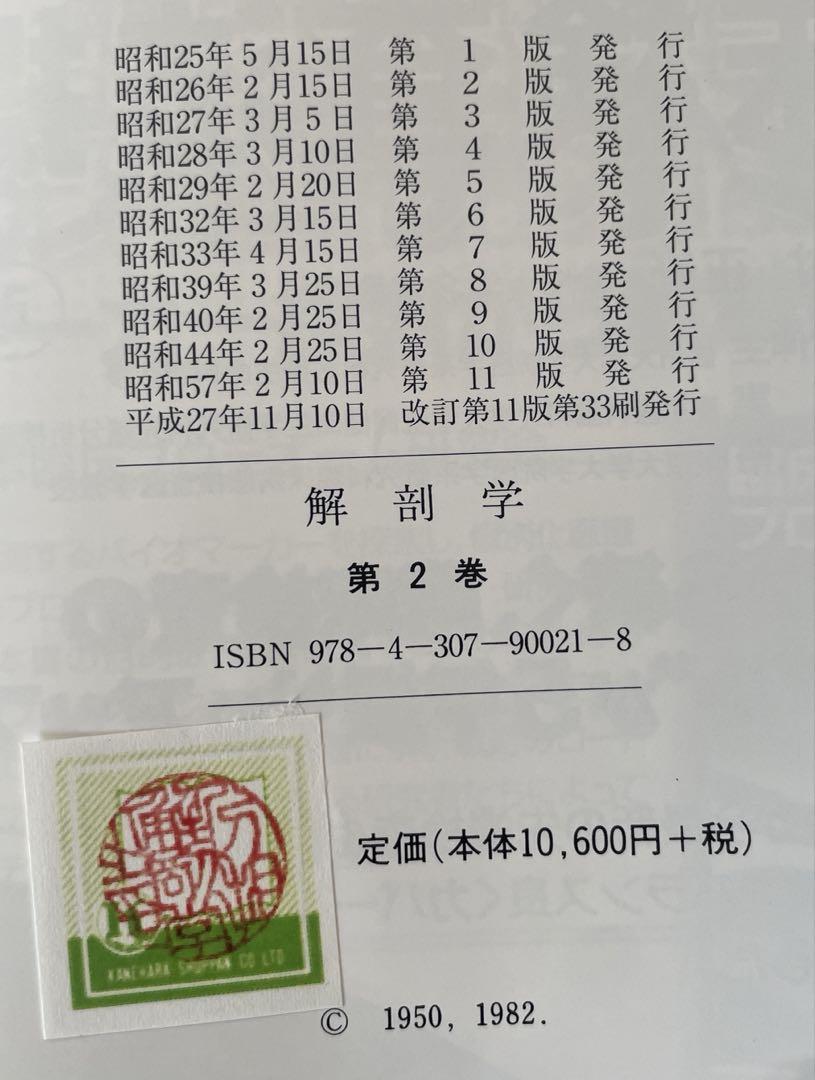 昭和25年5月15日 第 1 版 発 行
昭和26年2月15日 第 2 版 発 行
昭和27年3月5日 第 3 版 発 行
昭和28年3月10日 第 4 版 発 行
昭和29年2月20日 第 5 版 発 行
昭和32年3月15日 第 6 版 発 行
昭和33年4月15日 第 7 版 発 行
昭和39年3月25日 第 8 版 発 行
昭和40年2月25日 第 9 版 発 行
昭和44年2月25日 第 10 版 発 行
昭和57年2月10日 第 11 版 発 行
平成27年11月10日 改訂第11版第33刷発行
解 剖 学
第 2 巻
ISBN 978-4-307-90021-8
定価(本体10,600円+税)
KANEHARA SHUPPAN CO LTD
© 1950, 1982.